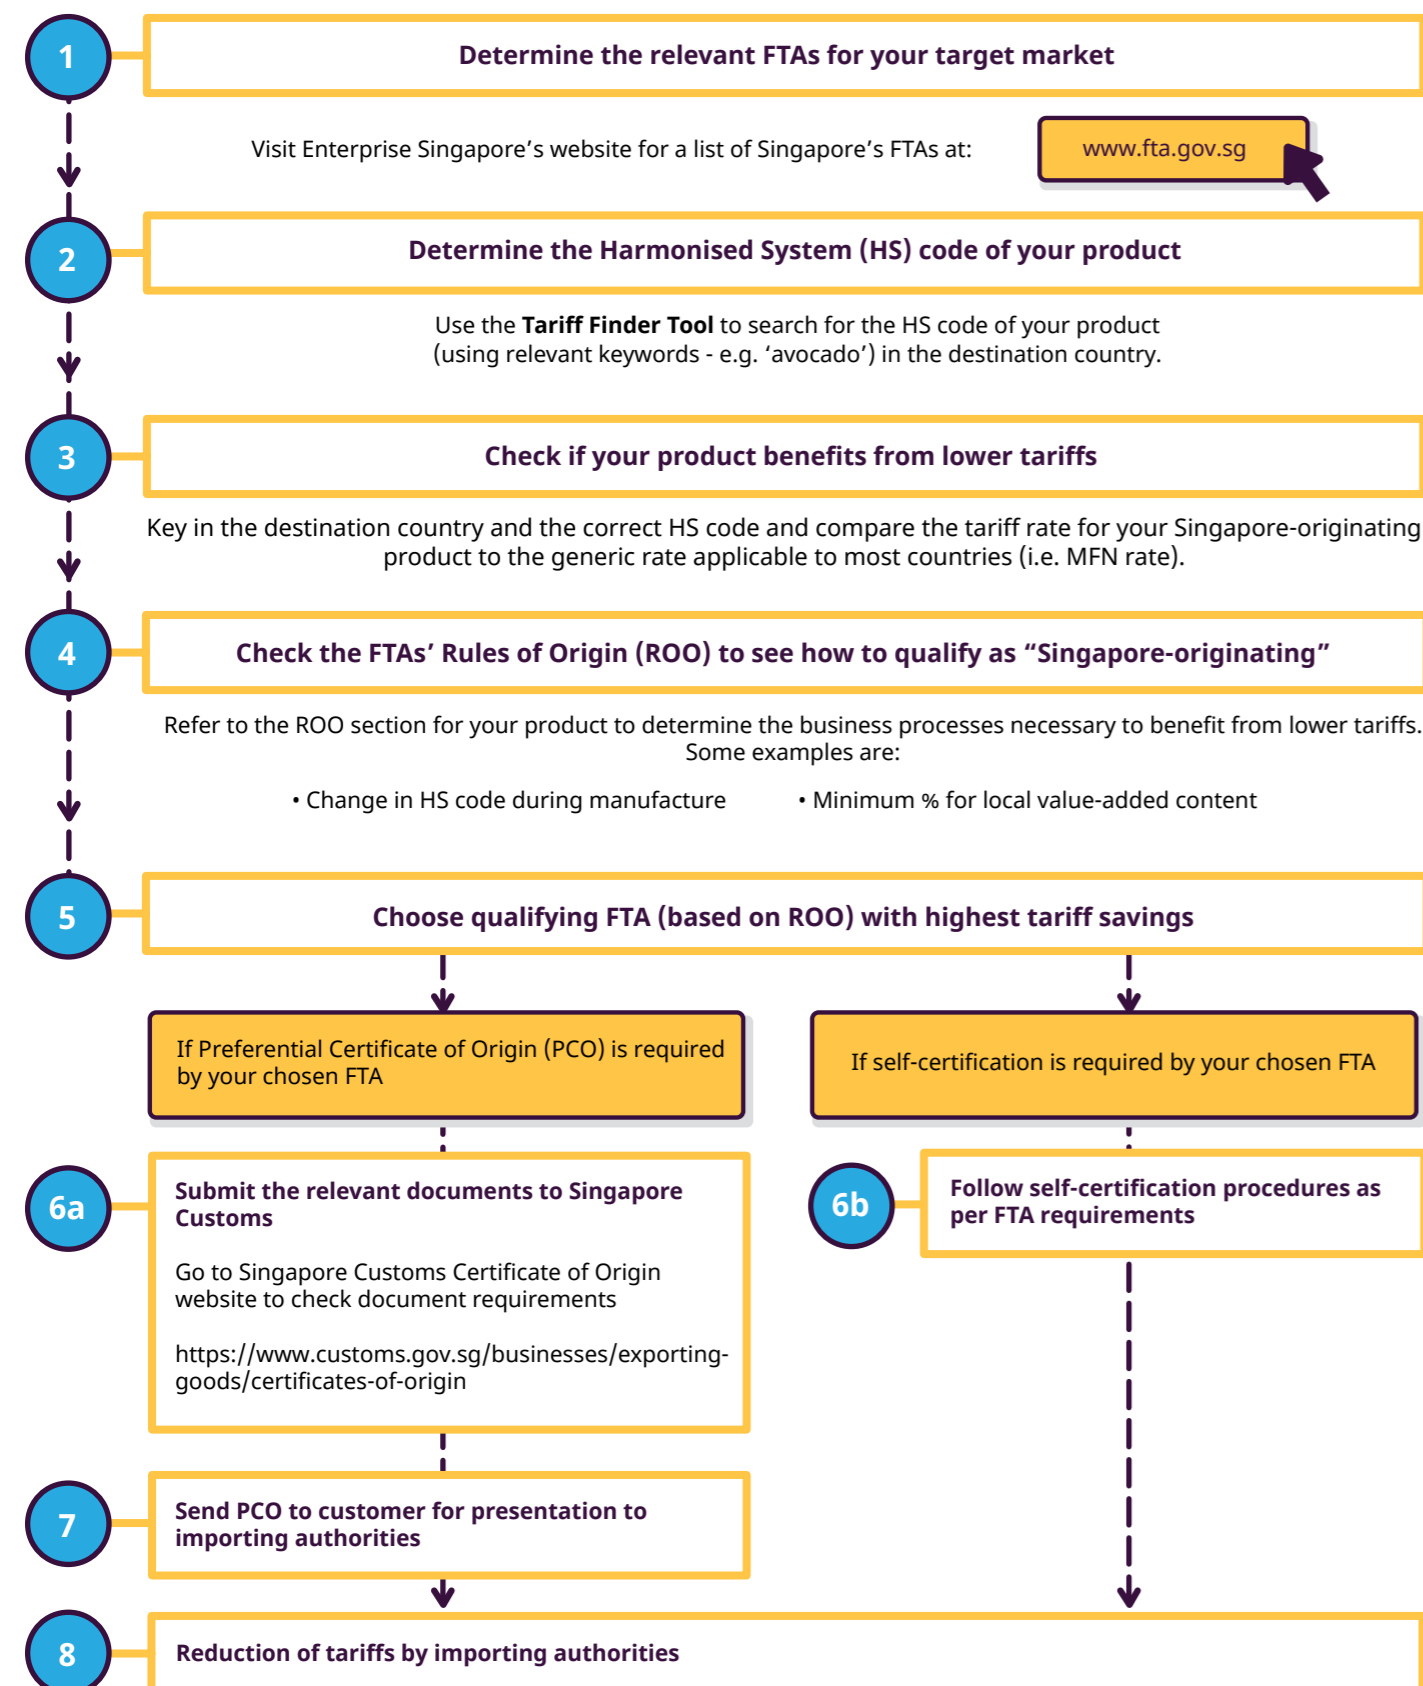 1
Determine the relevant FTAs for your target market
Visit Enterprise Singapore’s website for a list of Singapore’s FTAs at:
www.fta.gov.sg
2
Determine the Harmonised System (HS) code of your product
Use the Tariff Finder Tool to search for the HS code of your product
(using relevant keywords - e.g. ‘avocado’) in the destination country.
3
Check if your product benefits from lower tariffs
Key in the destination country and the correct HS code and compare the tariff rate for your Singapore-originating
product to the generic rate applicable to most countries (i.e. MFN rate).
4
Check the FTAs’ Rules of Origin (ROO) to see how to qualify as “Singapore-originating”
Refer to the ROO section for your product to determine the business processes necessary to benefit from lower tariffs.
Some examples are:
• Change in HS code during manufacture
• Minimum % for local value-added content
5
Choose qualifying FTA (based on ROO) with highest tariff savings
If Preferential Certificate of Origin (PCO) is required
by your chosen FTA
If self-certification is required by your chosen FTA
6a
Submit the relevant documents to Singapore
Customs
Go to Singapore Customs Certificate of Origin
website to check document requirements
https://www.customs.gov.sg/businesses/exporting-
goods/certificates-of-origin
6b
Follow self-certification procedures as
per FTA requirements
7
Send PCO to customer for presentation to
importing authorities
8
Reduction of tariffs by importing authorities